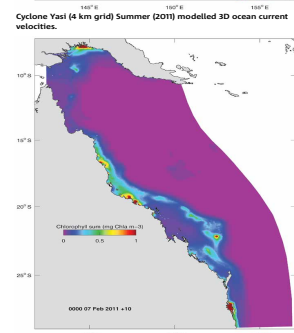 Cyclone Yasi (4 km grid) Summer (2011) modelled 3D ocean current
velocities.
145°E 150°E 155°E
10°S
15°S
20°S
Chlorophyll sum (mg Chla m-3)
0 0.5 1
25°S
0000 07 Feb 2011 +10